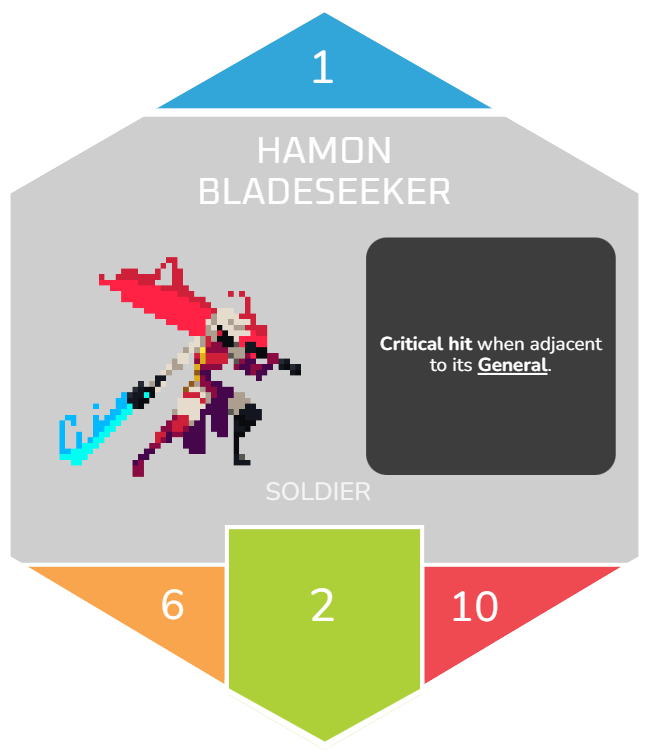 1
HAMON
BLADESEEKER
Critical hit when adjacent
to its General.
SOLDIER
6
2
10